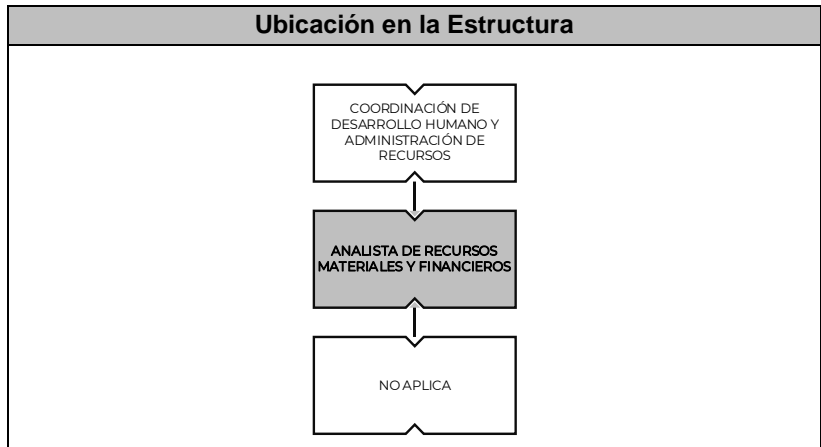 Ubicación en la Estructura
COORDINACIÓN DE
DESARROLLO HUMANO Y
ADMINISTRACIÓN DE
RECURSOS
ANALISTA DE RECURSOS
MATERIALES Y FINANCIEROS
NO APLICA